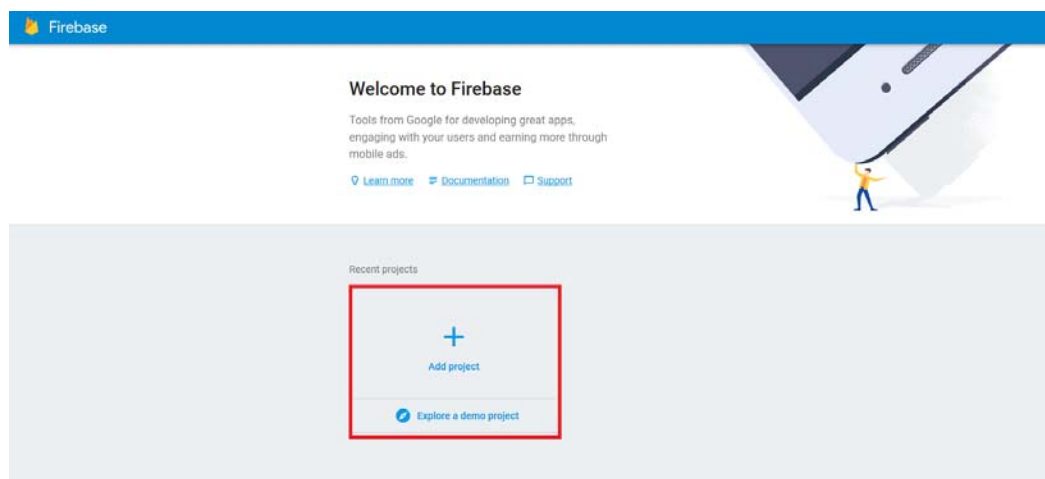 Firebase
Welcome to Firebase
Tools from Google for developing great apps,
engaging with your users and earning more through
mobile ads.
Learn more Documentation Support
Recent projects
Add project
Explore a demo project